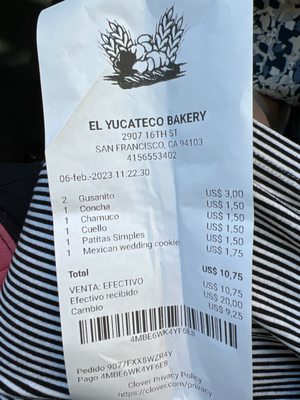 EL YUCATECO BAKERY
2907 16TH ST
SAN FRANCISCO, CA 94103
4156553402
06-feb.-2023 11:22:30
2 Gusanito US$ 3,00
1 Concha US$ 1,50
1 Chamuco US$ 1,50
1 Cuello US$ 1,50
1 Patitas Simples US$ 1,50
1 Mexican wedding cookie US$ 1,75
Total US$ 10,75
VENTA: EFECTIVO US$ 10,75
Efectivo recibido US$ 20,00
Cambio US$ 9,25
4MBE6WK4YF6E8
Pedido 9077FXX8W2R4Y
Pago 4MBE6WK4YF6E8
Clover Privacy Policy
https://clover.com/privacy